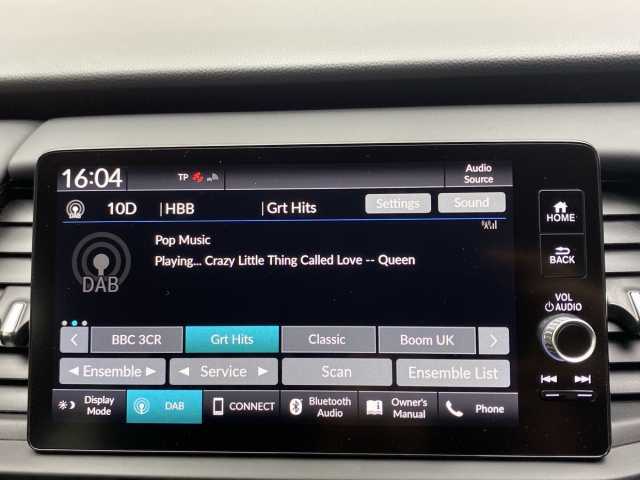 16:04 TP Audio Source
10D HBB Grt Hits Settings Sound
DAB
Pop Music
Playing... Crazy Little Thing Called Love -- Queen
BBC 3CR Grt Hits Classic Boom UK
Ensemble Service Scan Ensemble List
Display Mode DAB CONNECT Bluetooth Audio Owner's Manual Phone
HOME
BACK
VOL
AUDIO